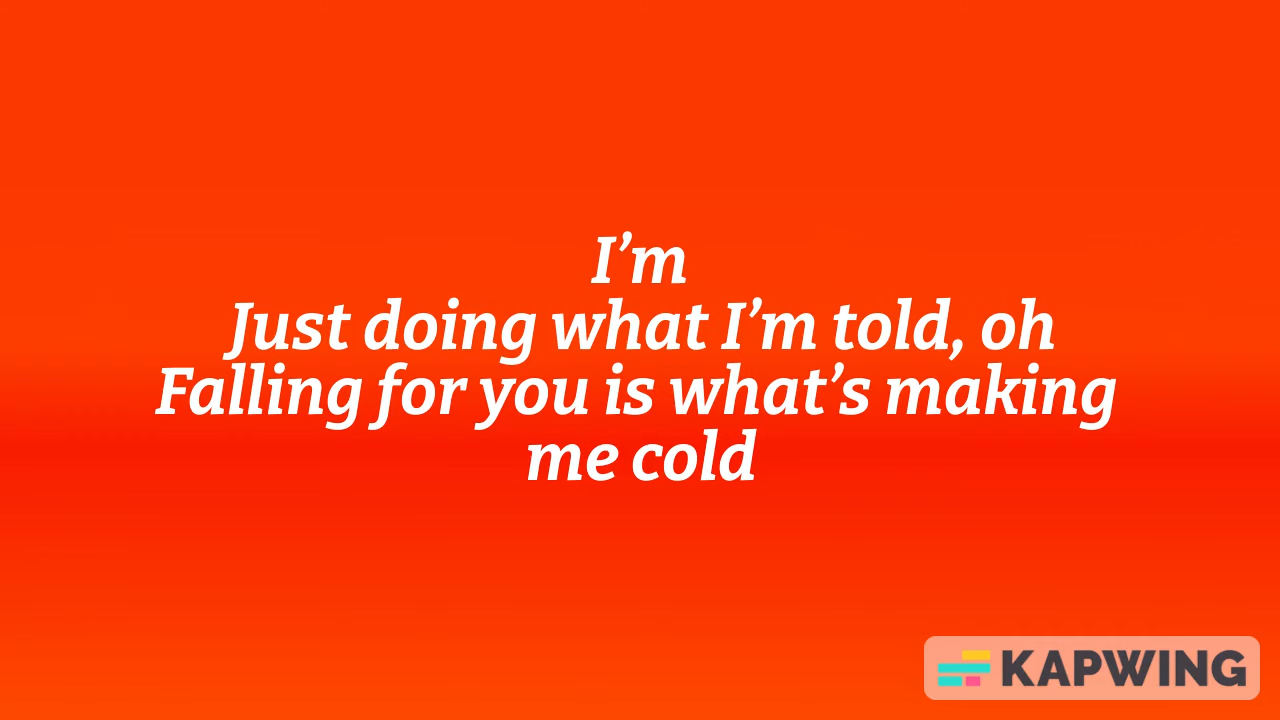 I’m
Just doing what I’m told, oh
Falling for you is what’s making
me cold
KAPWING